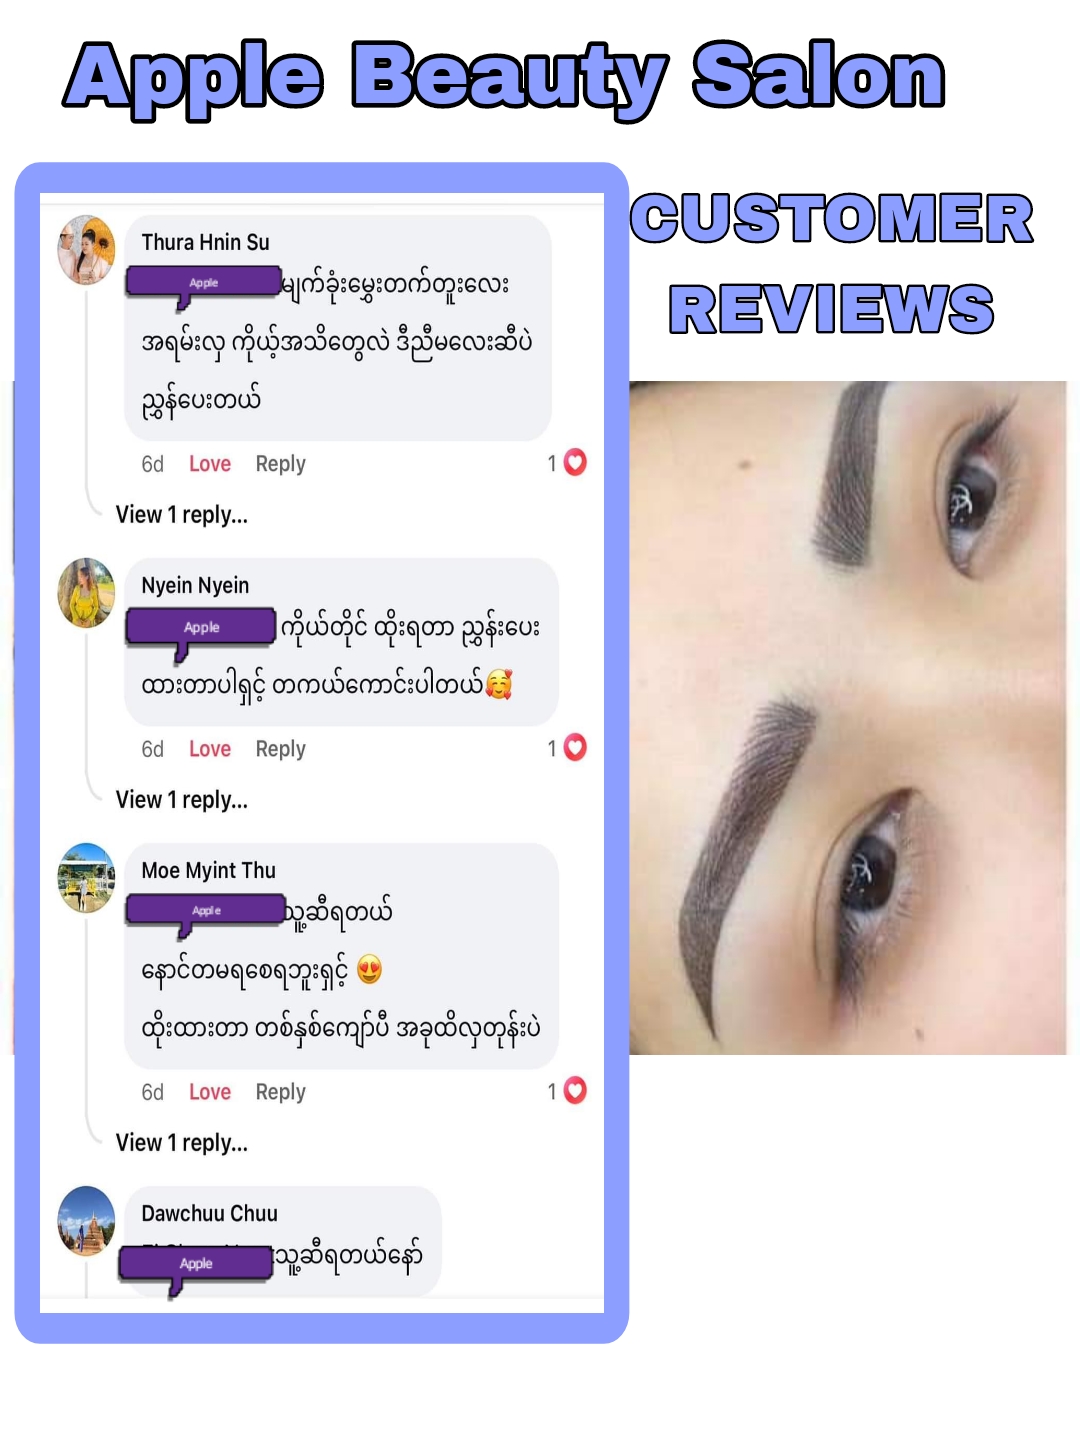 Apple Beauty Salon
CUSTOMER
REVIEWS
Thura Hnin Su
Apple မျက်ခုံးမွှေးတက်တူးလေး
အရမ်းလှ ကိုယ့်အသိတွေလဲ ဒီညီမလေးဆီပဲ
ညွှန်ပေးတယ်
6d Love Reply 1
View 1 reply...
Nyein Nyein
Apple ကိုယ်တိုင် ထိုးရတာ ညွှန်းပေး
ထားတာပါရှင့် တကယ်ကောင်းပါတယ်🥰
6d Love Reply 1
View 1 reply...
Moe Myint Thu
Apple သူ့ဆီရတယ်
နောင်တမရစေရဘူးရှင့် 😍
ထိုးထားတာ တစ်နှစ်ကျော်ပီ အခုထိလှတုန်းပဲ
6d Love Reply 1
View 1 reply...
Dawchuu Chuu
Apple သူ့ဆီရတယ်နော်